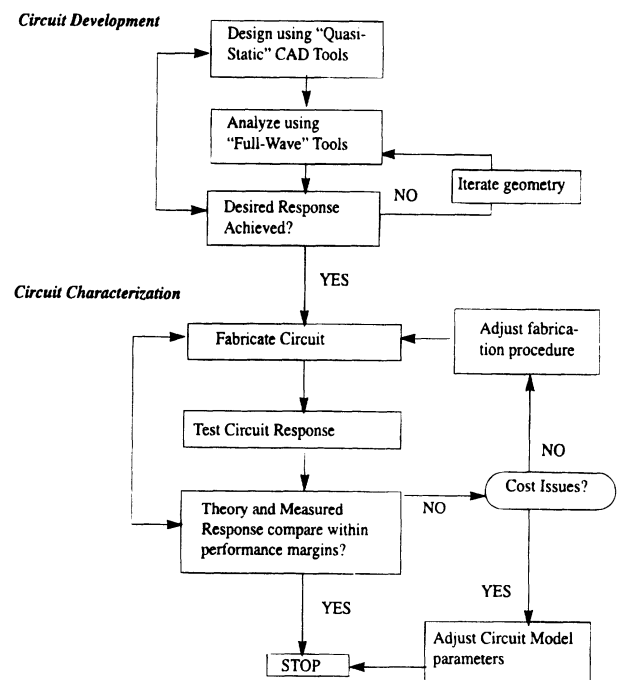 Circuit Development
Design using “Quasi-
Static” CAD Tools
Analyze using
“Full-Wave” Tools
Iterate geometry
NO
Desired Response
Achieved?
YES
Circuit Characterization
Fabricate Circuit
Adjust fabrica-
tion procedure
Test Circuit Response
NO
Cost Issues?
Theory and Measured
Response compare within
performance margins?
NO
YES
YES
Adjust Circuit Model
parameters
STOP